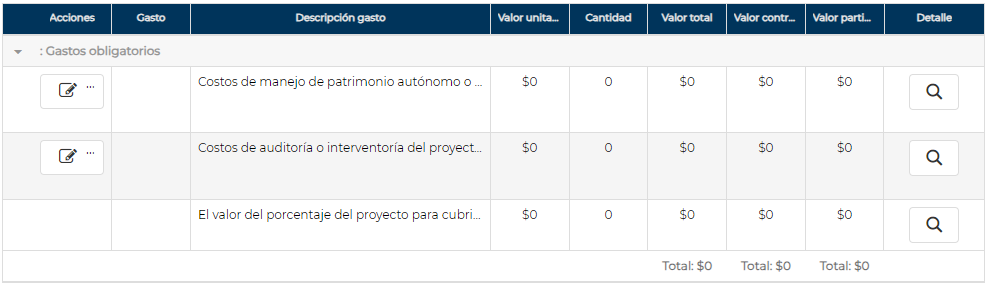 Acciones Gasto Descripción gasto Valor unita... Cantidad Valor total Valor contr... Valor parti... Detalle
: Gastos obligatorios
... Costos de manejo de patrimonio autónomo o ... $0 0 $0 $0 $0
... Costos de auditoría o interventoría del proyect... $0 0 $0 $0 $0
El valor del porcentaje del proyecto para cubri... $0 0 $0 $0 $0
Total: $0 Total: $0 Total: $0